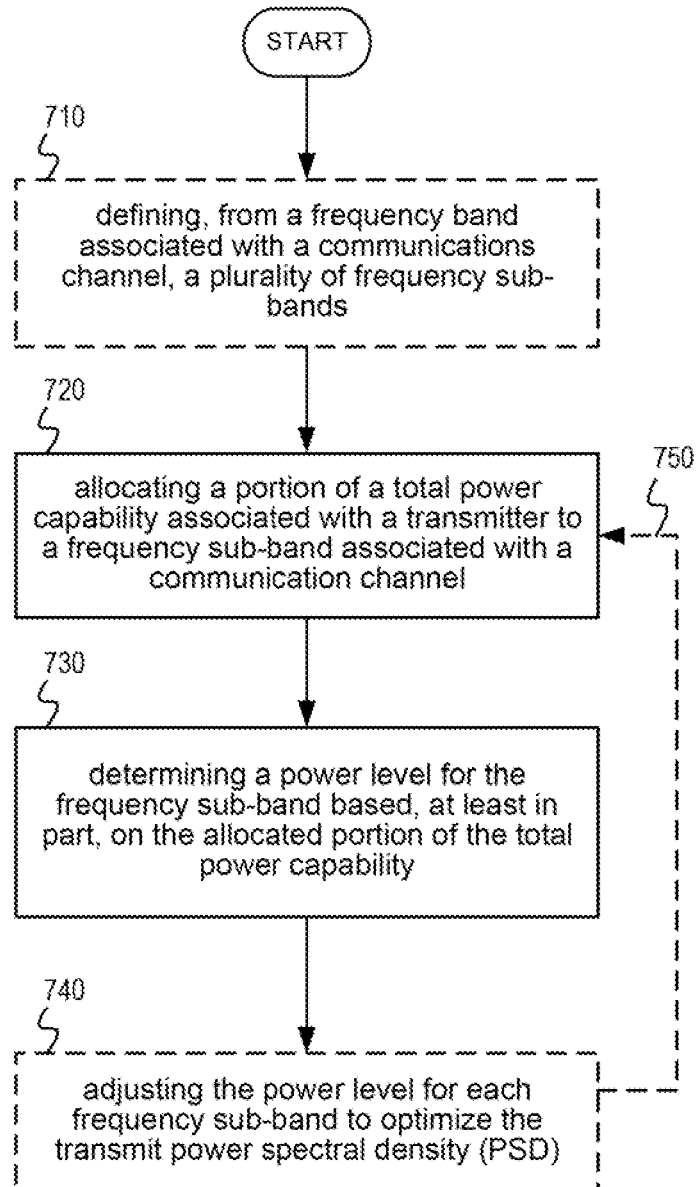 START
710
defining, from a frequency band
associated with a communications
channel, a plurality of frequency sub-
bands
720
750
allocating a portion of a total power
capability associated with a transmitter to
a frequency sub-band associated with a
communication channel
730
determining a power level for the
frequency sub-band based, at least in
part, on the allocated portion of the total
power capability
740
adjusting the power level for each
frequency sub-band to optimize the
transmit power spectral density (PSD)